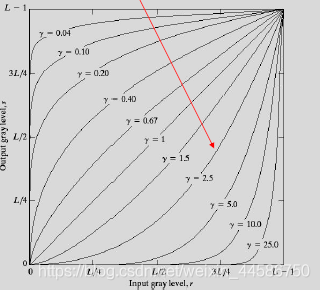 L − 1
γ = 0.04
γ = 0.10
3L/4
γ = 0.20
γ = 0.40
Output gray level, s
L/2
γ = 0.67
γ = 1
γ = 1.5
γ = 2.5
L/4
γ = 5.0
γ = 10.0
γ = 25.0
0
0
L/4
L/2
3L/4
L − 1
Input gray level, r